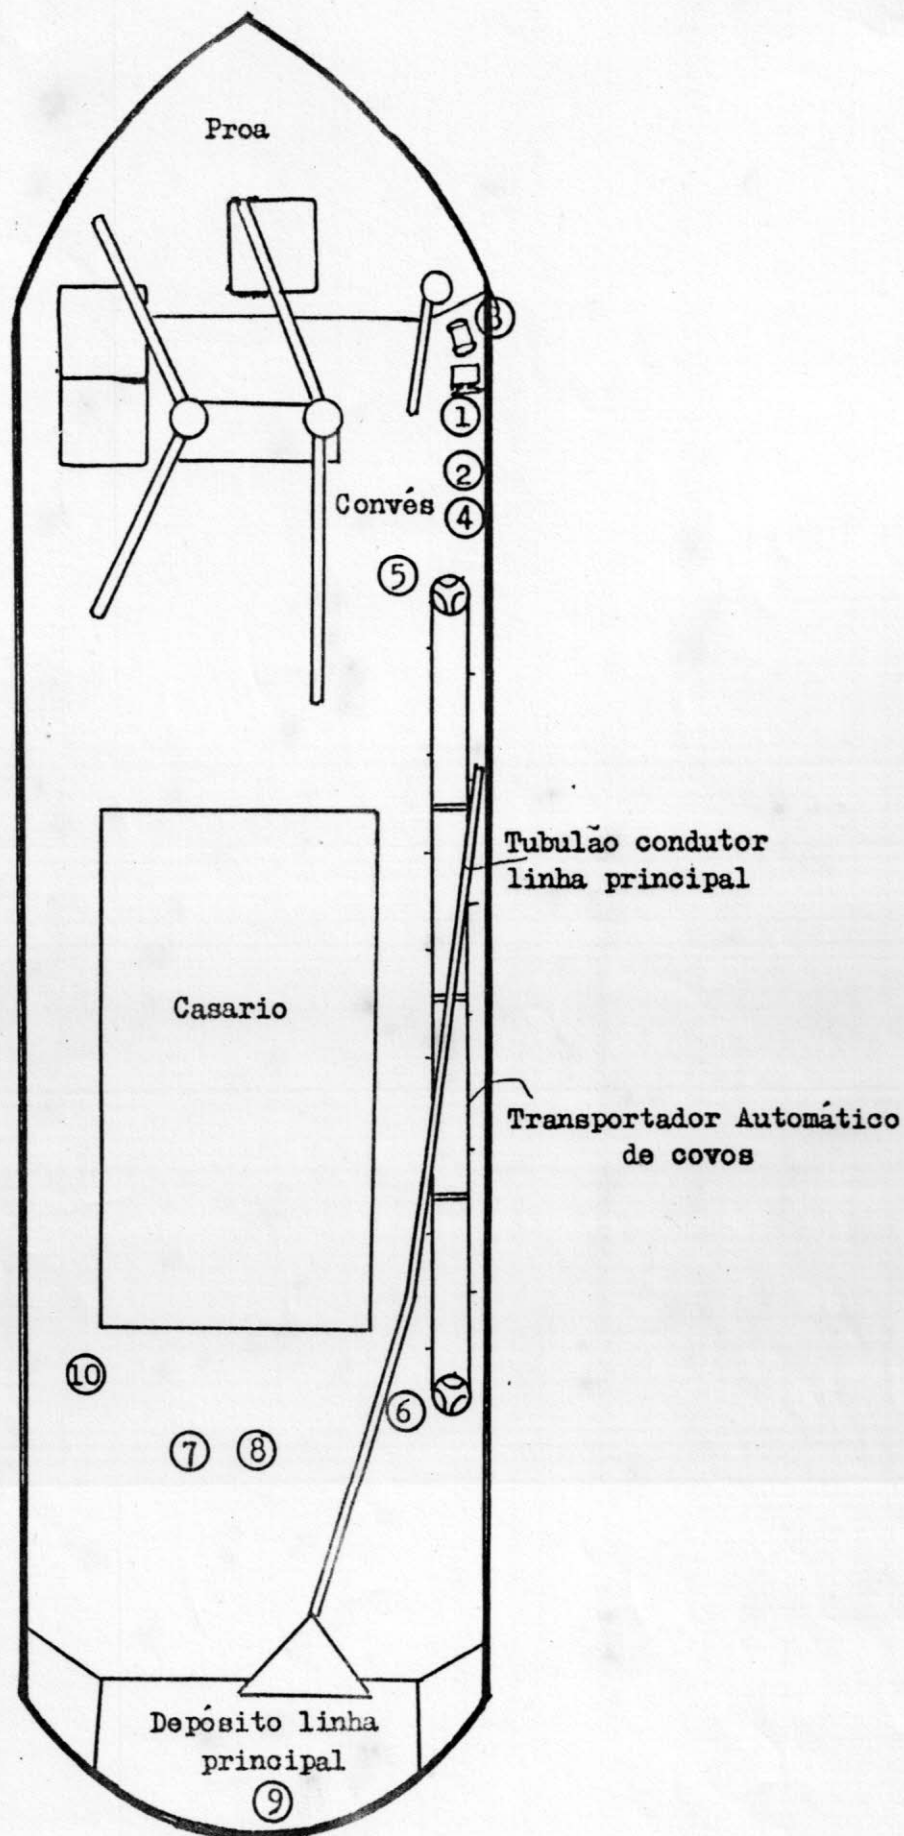 Proa
3
1
2
Convés
4
5
Tubulão condutor
linha principal
Casario
Transportador Automático
de covos
10
6
7
8
Depósito linha
principal
9